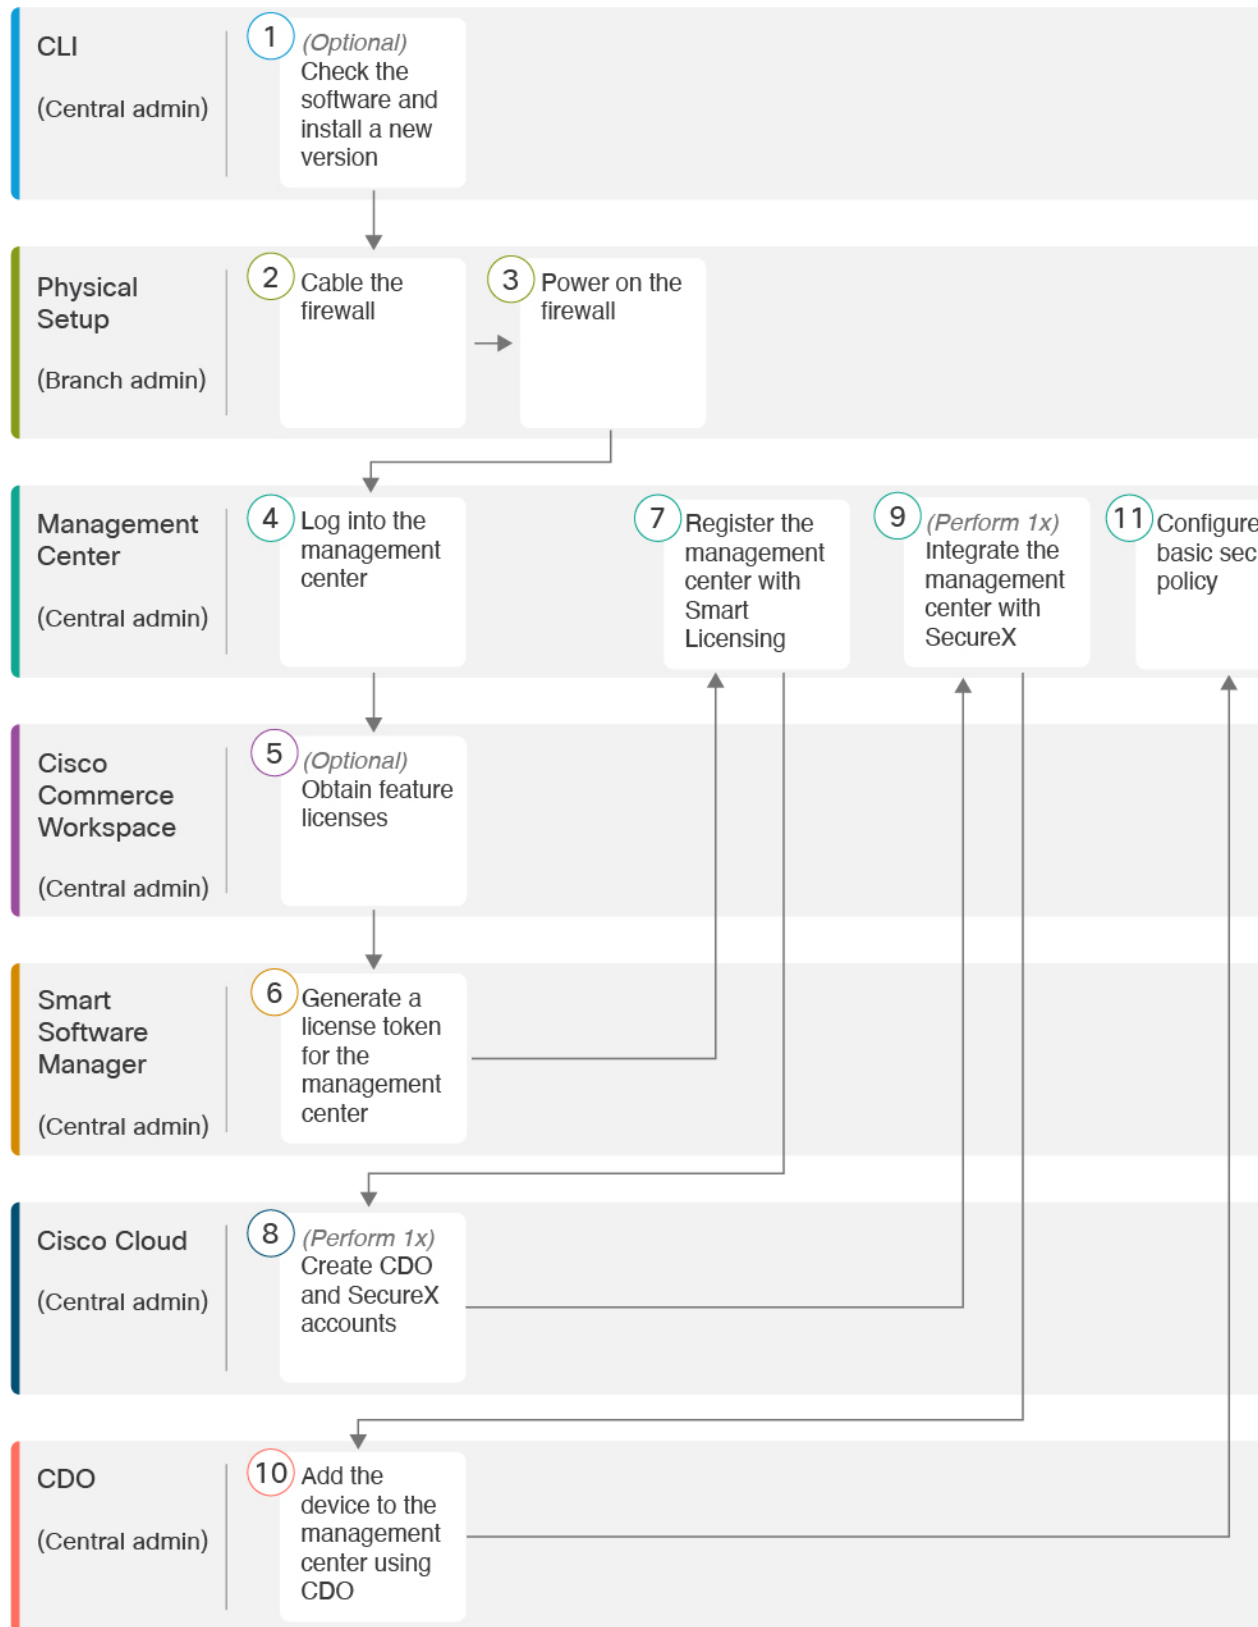 CLI
(Central admin)
1
(Optional)
Check the
software and
install a new
version
Physical
Setup
(Branch admin)
2
Cable the
firewall
3
Power on the
firewall
Management
Center
(Central admin)
4
Log into the
management
center
7
Register the
management
center with
Smart
Licensing
9
(Perform 1x)
Integrate the
management
center with
SecureX
11
Configure
basic sec
policy
Cisco
Commerce
Workspace
(Central admin)
5
(Optional)
Obtain feature
licenses
Smart
Software
Manager
(Central admin)
6
Generate a
license token
for the
management
center
Cisco Cloud
(Central admin)
8
(Perform 1x)
Create CDO
and SecureX
accounts
CDO
(Central admin)
10
Add the
device to the
management
center using
CDO